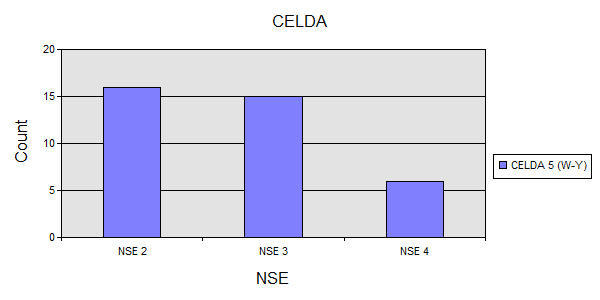 CELDA
20
15
10
5
0
Count
NSE 2
NSE 3
NSE 4
NSE
CELDA 5 (W-Y)